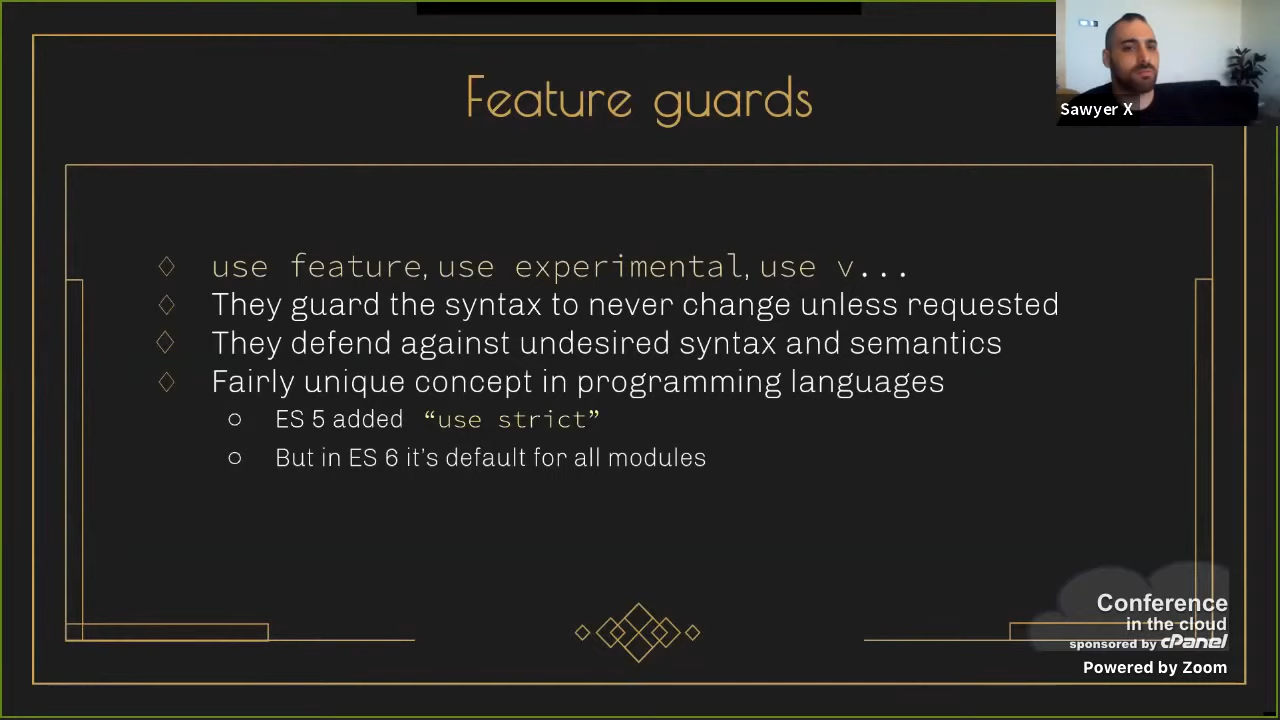 Feature guards
Sawyer X
use feature, use experimental, use v...
They guard the syntax to never change unless requested
They defend against undesired syntax and semantics
Fairly unique concept in programming languages
ES 5 added “use strict”
But in ES 6 it’s default for all modules
Conference
in the cloud
sponsored by cPanel
Powered by Zoom